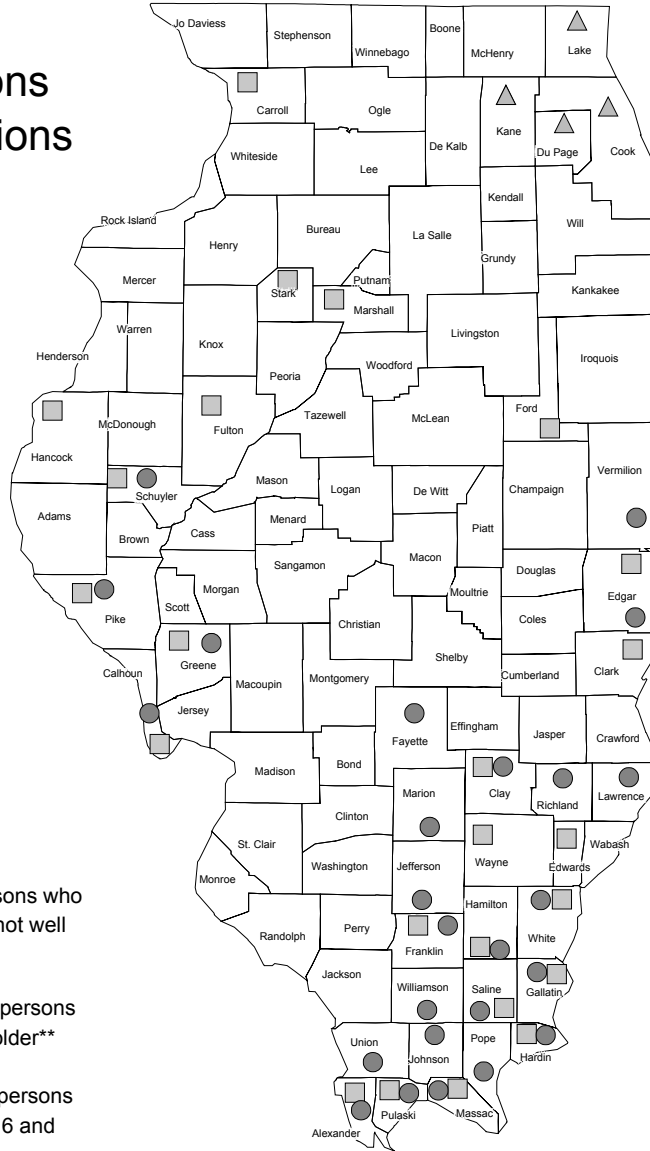 ons
tions
Jo Daviess
Stephenson
Winnebago
Boone
McHenry
Lake
Carroll
Ogle
De Kalb
Kane
Du Page
Cook
Whiteside
Lee
Kendall
Will
Rock Island
Henry
Bureau
La Salle
Grundy
Mercer
Stark
Putnam
Marshall
Kankakee
Henderson
Warren
Knox
Peoria
Woodford
Livingston
Iroquois
Hancock
McDonough
Fulton
Tazewell
McLean
Ford
Vermilion
Adams
Schuyler
Mason
Logan
De Witt
Champaign
Brown
Cass
Menard
Piatt
Macon
Sangamon
Douglas
Edgar
Pike
Scott
Morgan
Christian
Moultrie
Coles
Calhoun
Greene
Macoupin
Montgomery
Shelby
Cumberland
Clark
Jersey
Fayette
Effingham
Jasper
Crawford
Madison
Bond
Clay
Richland
Lawrence
Marion
Clinton
St. Clair
Washington
Jefferson
Wayne
Edwards
Wabash
Monroe
sons who
not well
Randolph
Perry
Franklin
Hamilton
White
Jackson
Williamson
Saline
Gallatin
persons
older**
Union
Johnson
Pope
Hardin
persons
6 and
Alexander
Pulaski
Massac